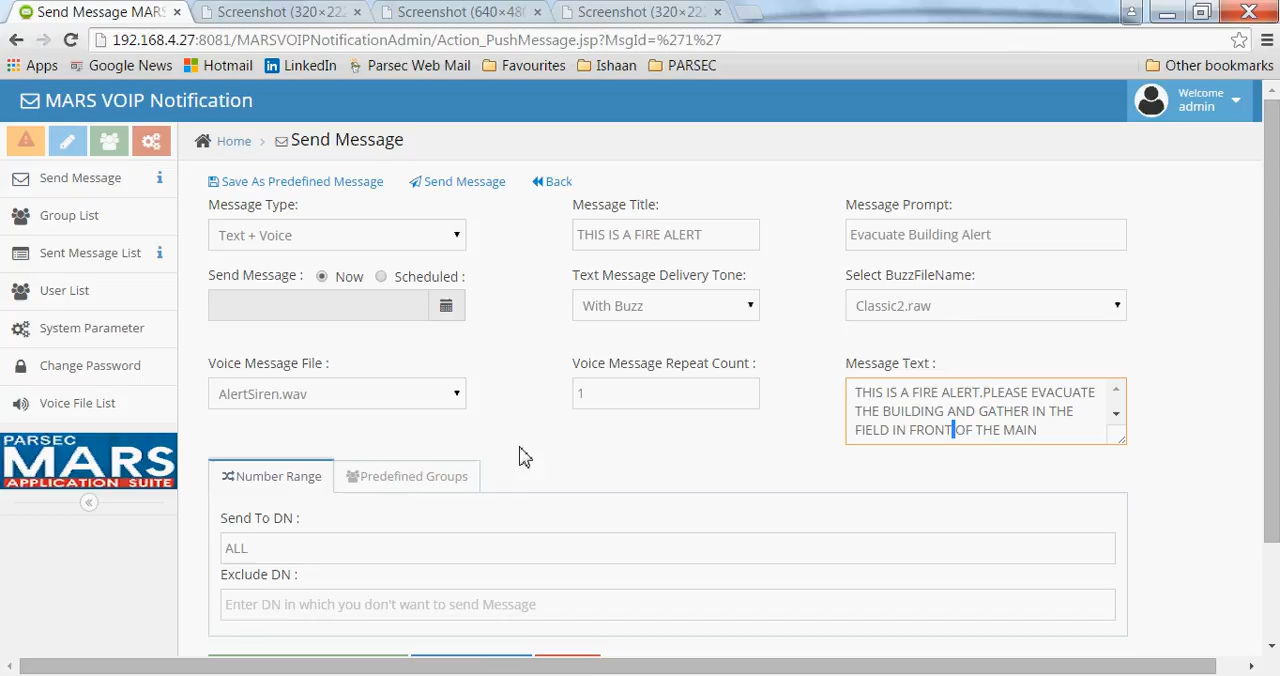 Send Message MARS
Screenshot (320×222
Screenshot (640×480
Screenshot (320×222
192.168.4.27:8081/MARSVOIPNotificationAdmin/Action_PushMessage.jsp?MsgId=%271%27
Apps Google News Hotmail LinkedIn Parsec Web Mail Favourites Ishaan PARSEC Other bookmarks
MARS VOIP Notification
Welcome
admin
Home > Send Message
Send Message
Group List
Sent Message List
User List
System Parameter
Change Password
Voice File List
PARSEC
MARS
APPLICATION SUITE
Save As Predefined Message Send Message Back
Message Type: Message Title: Message Prompt:
Text + Voice THIS IS A FIRE ALERT Evacuate Building Alert
Send Message : Now Scheduled : Text Message Delivery Tone: Select BuzzFileName:
With Buzz Classic2.raw
Voice Message File : Voice Message Repeat Count : Message Text :
AlertSiren.wav 1
THIS IS A FIRE ALERT.PLEASE EVACUATE
THE BUILDING AND GATHER IN THE
FIELD IN FRONT OF THE MAIN
Number Range Predefined Groups
Send To DN :
ALL
Exclude DN :
Enter DN in which you don't want to send Message